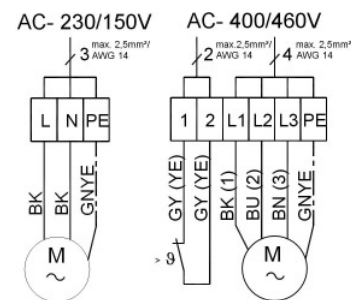 AC- 230/150V
AC- 400/460V
3 max. 2,5mm²/
AWG 14
2 max.2,5mm²/
AWG 14
4 max. 2,5mm²/
AWG 14
L N PE
1 2 L1 L2 L3 PE
BK
BK
GNYE
GY (YE)
GY (YE)
BK (1)
BU (2)
BN (3)
GNYE
M
~
> ϑ
M
~